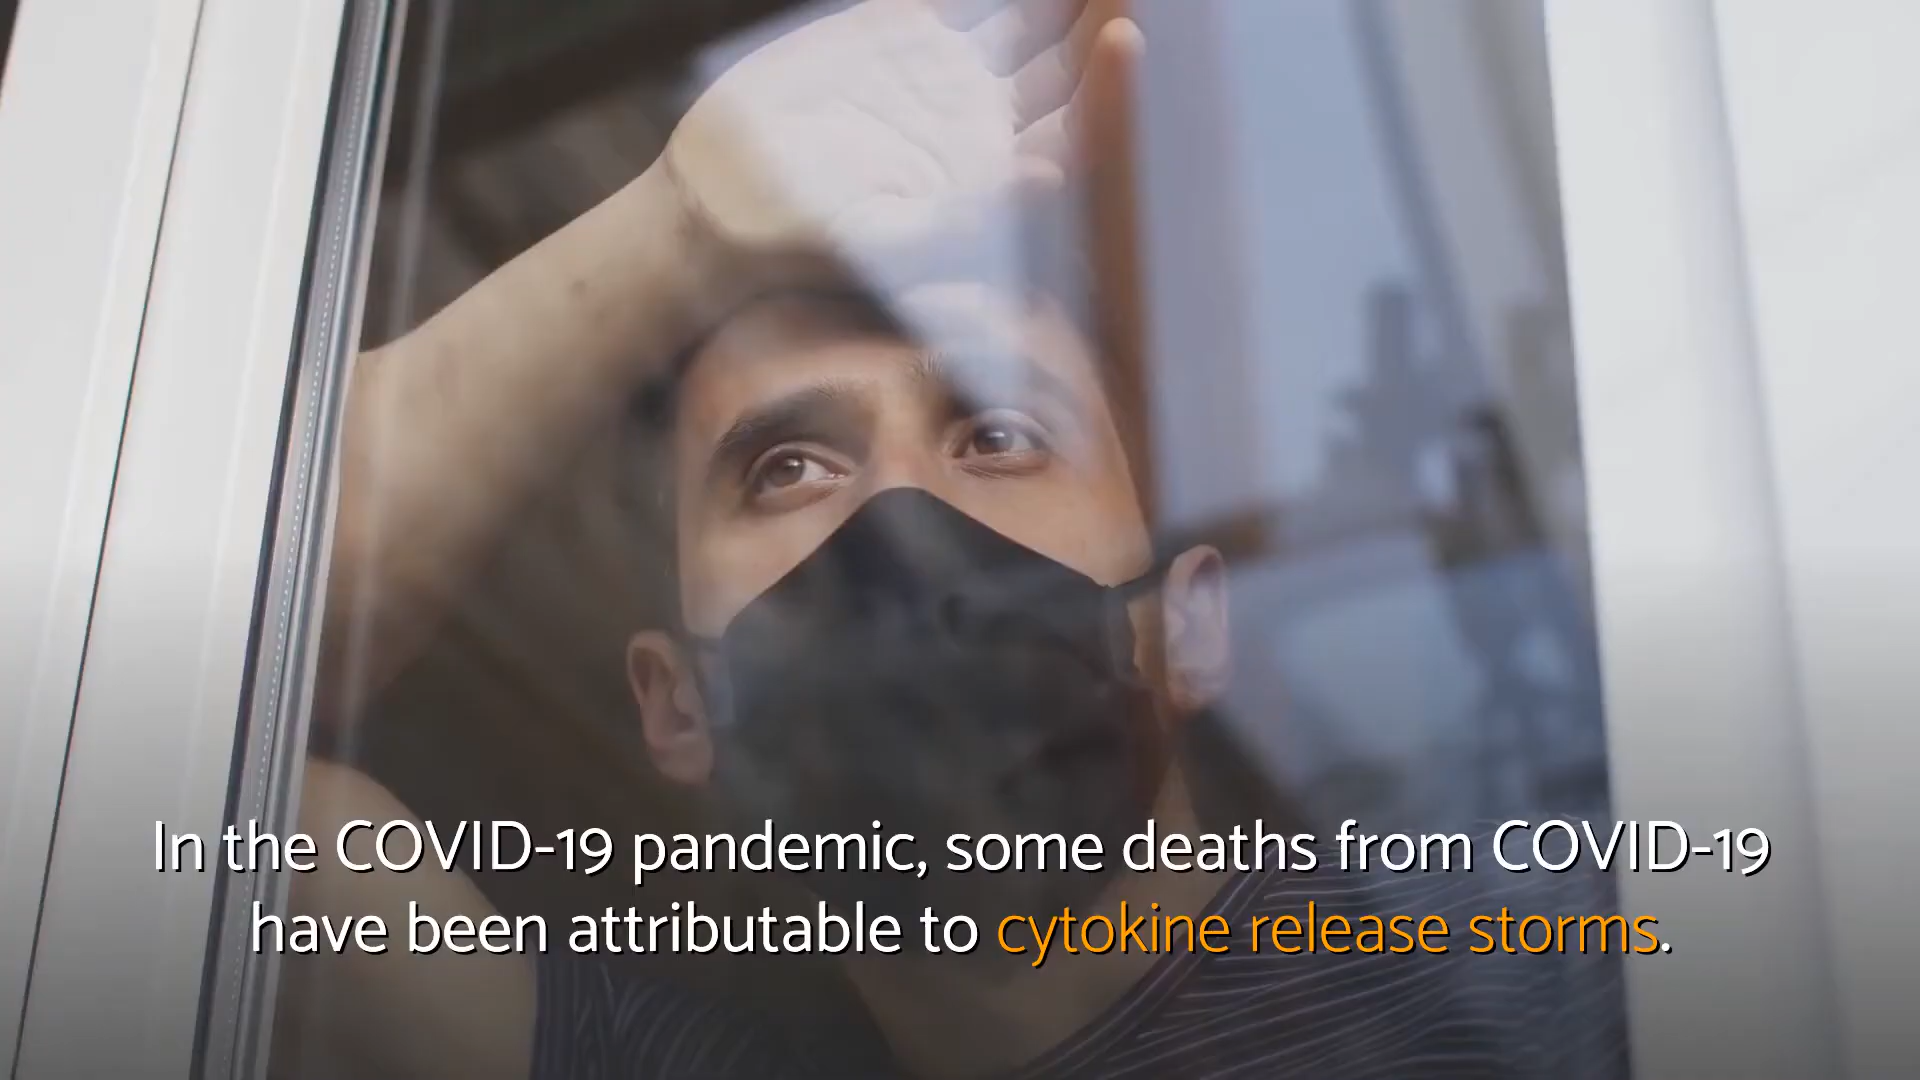 In the COVID-19 pandemic, some deaths from COVID-19
have been attributable to cytokine release storms.